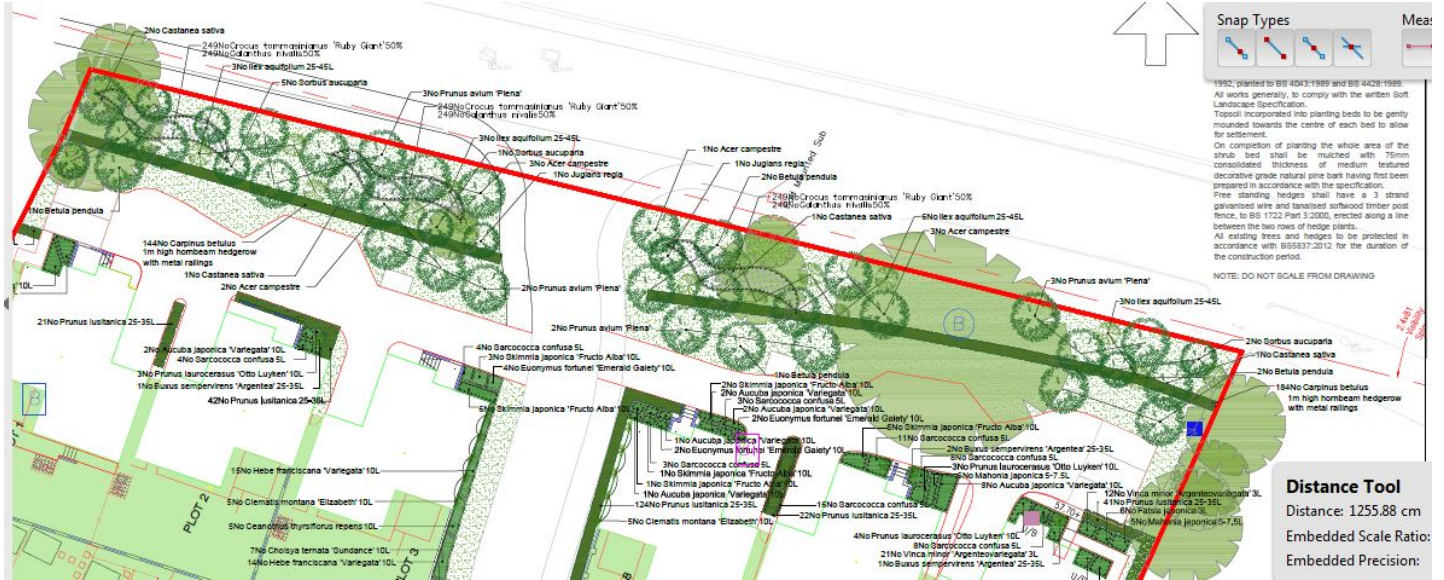 2No Castanea sativa
249NoCrocus tommasinianus 'Ruby Giant'50%
249NoGalanthus nivalis50%
3No Ilex aquifolium 25-45L
5No Sorbus aucuparia
3No Prunus avium 'Plena'
249NoCrocus tommasinianus 'Ruby Giant'50%
249NoGalanthus nivalis50%
3No Ilex aquifolium 25-45L
1No Sorbus aucuparia
3No Acer campestre
1No Juglans regia
1No Betula pendula
144No Carpinus betulus
1m high hornbeam hedgerow
with metal railings
1No Castanea sativa
2No Acer campestre
2No Prunus avium 'Plena'
1No Acer campestre
1No Juglans regia
2No Betula pendula
Mounted Sub
249NoCrocus tommasinianus 'Ruby Giant'50%
249NoGalanthus nivalis50%
1No Castanea sativa
5No Ilex aquifolium 25-45L
3No Acer campestre
3No Prunus avium 'Plena'
3No Ilex aquifolium 25-45L
B
2No Prunus avium 'Plena'
1No Betula pendula
2No Sorbus aucuparia
1No Castanea sativa
2No Betula pendula
184No Carpinus betulus
1m high hornbeam hedgerow
with metal railings
Snap Types
Meas
1992, planted to BS 4043:1989 and BS 4428:1989.
All works generally, to comply with the written Soft
Landscape Specification.
Topsoil incorporated into planting beds to be gently
mounded towards the centre of each bed to allow
for settlement.
On completion of planting the whole area of the
shrub bed shall be mulched with 75mm
consolidated thickness of medium textured
decorative grade natural pine bark having first been
prepared in accordance with the specification.
Free standing hedges shall have a 3 strand
galvanised wire and tanalised softwood timber post
fence, to BS 1722 Part 3:2000, erected along a line
between the two rows of hedge plants.
All existing trees and hedges to be protected in
accordance with BS5837:2012 for the duration of
the construction period.
NOTE: DO NOT SCALE FROM DRAWING
2.4x81
Visibility
10L
21No Prunus lusitanica 25-35L
2No Aucuba japonica 'Variegata' 10L
4No Sarcococca confusa 5L
3No Prunus laurocerasus 'Otto Luyken' 10L
1No Buxus sempervirens 'Argentea' 25-35L
42No Prunus lusitanica 25-35L
B
4No Sarcococca confusa 5L
3No Skimmia japonica 'Fructo Alba' 10L
4No Euonymus fortunei 'Emerald Gaiety' 10L
5No Skimmia japonica 'Fructo Alba' 10L
2No Skimmia japonica 'Fructo Alba' 10L
2No Aucuba japonica 'Variegata' 10L
3No Sarcococca confusa 5L
2No Aucuba japonica 'Variegata' 10L
2No Euonymus fortunei 'Emerald Gaiety' 10L
1No Aucuba japonica 'Variegata' 10L
2No Euonymus fortunei 'Emerald Gaiety' 10L
3No Sarcococca confusa 5L
1No Skimmia japonica 'Fructo Alba' 10L
1No Skimmia japonica 'Fructo Alba' 10L
1No Aucuba japonica 'Variegata' 10L
124No Prunus lusitanica 25-35L
5No Clematis montana 'Elizabeth' 10L
15No Hebe franciscana 'Variegata' 10L
5No Clematis montana 'Elizabeth' 10L
5No Ceanothus thyrsiflorus repens 10L
7No Choisya ternata 'Sundance' 10L
14No Hebe franciscana 'Variegata' 10L
PLOT 2
PLOT 3
5No Skimmia japonica 'Fructo Alba' 10L
11No Sarcococca confusa 5L
2No Buxus sempervirens 'Argentea' 25-35L
8No Sarcococca confusa 5L
3No Prunus laurocerasus 'Otto Luyken' 10L
5No Mahonia japonica 5-7.5L
8No Aucuba japonica 'Variegata' 10L
15No Sarcococca confusa 5L
22No Prunus lusitanica 25-35L
57.70
12No Vinca minor 'Argenteovariegata' 3L
41No Prunus lusitanica 25-35L
6No Fatsia japonica 3L
5No Mahonia japonica 5-7.5L
4No Prunus laurocerasus 'Otto Luyken' 10L
8No Sarcococca confusa 5L
21No Vinca minor 'Argenteovariegata' 3L
1No Buxus sempervirens 'Argentea' 25-35L
Distance Tool
Distance: 1255.88 cm
Embedded Scale Ratio:
Embedded Precision: